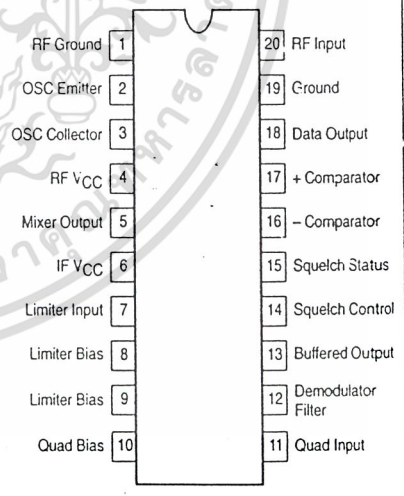 RF Ground 1 20 RF Input
OSC Emitter 2 19 Ground
OSC Collector 3 18 Data Output
RF VCC 4 17 + Comparator
Mixer Output 5 16 – Comparator
IF VCC 6 15 Squelch Status
Limiter Input 7 14 Squelch Control
Limiter Bias 8 13 Buffered Output
Limiter Bias 9 12 Demodulator
Filter
Quad Bias 10 11 Quad Input